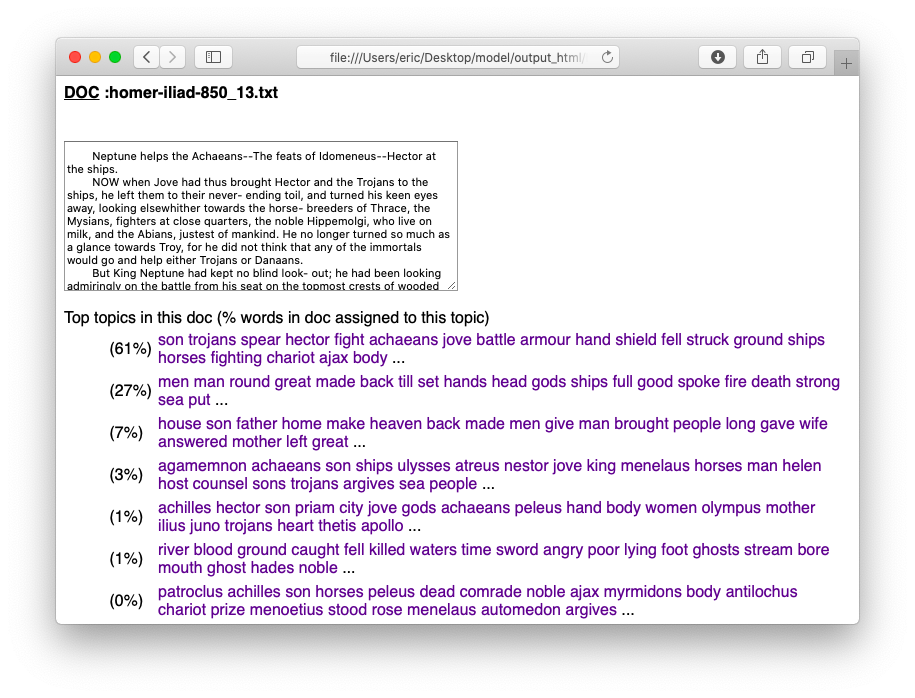 file:///Users/eric/Desktop/model/output_html/
DOC :homer-iliad-850_13.txt
Neptune helps the Achaeans--The feats of Idomeneus--Hector at
the ships.
NOW when Jove had thus brought Hector and the Trojans to the
ships, he left them to their never- ending toil, and turned his keen eyes
away, looking elsewhither towards the horse- breeders of Thrace, the
Mysians, fighters at close quarters, the noble Hippemolgi, who live on
milk, and the Abians, justest of mankind. He no longer turned so much as
a glance towards Troy, for he did not think that any of the immortals
would go and help either Trojans or Danaans.
But King Neptune had kept no blind look- out; he had been looking
admiringly on the battle from his seat on the topmost crests of wooded
Top topics in this doc (% words in doc assigned to this topic)
(61%) son trojans spear hector fight achaeans jove battle armour hand shield fell struck ground ships
horses fighting chariot ajax body ...
(27%) men man round great made back till set hands head gods ships full good spoke fire death strong
sea put ...
(7%) house son father home make heaven back made men give man brought people long gave wife
answered mother left great ...
(3%) agamemnon achaeans son ships ulysses atreus nestor jove king menelaus horses man helen
host counsel sons trojans argives sea people ...
(1%) achilles hector son priam city jove gods achaeans peleus hand body women olympus mother
ilius juno trojans heart thetis apollo ...
(1%) river blood ground caught fell killed waters time sword angry poor lying foot ghosts stream bore
mouth ghost hades noble ...
(0%) patroclus achilles son horses peleus dead comrade noble ajax myrmidons body antilochus
chariot prize menoetius stood rose menelaus automedon argives ...